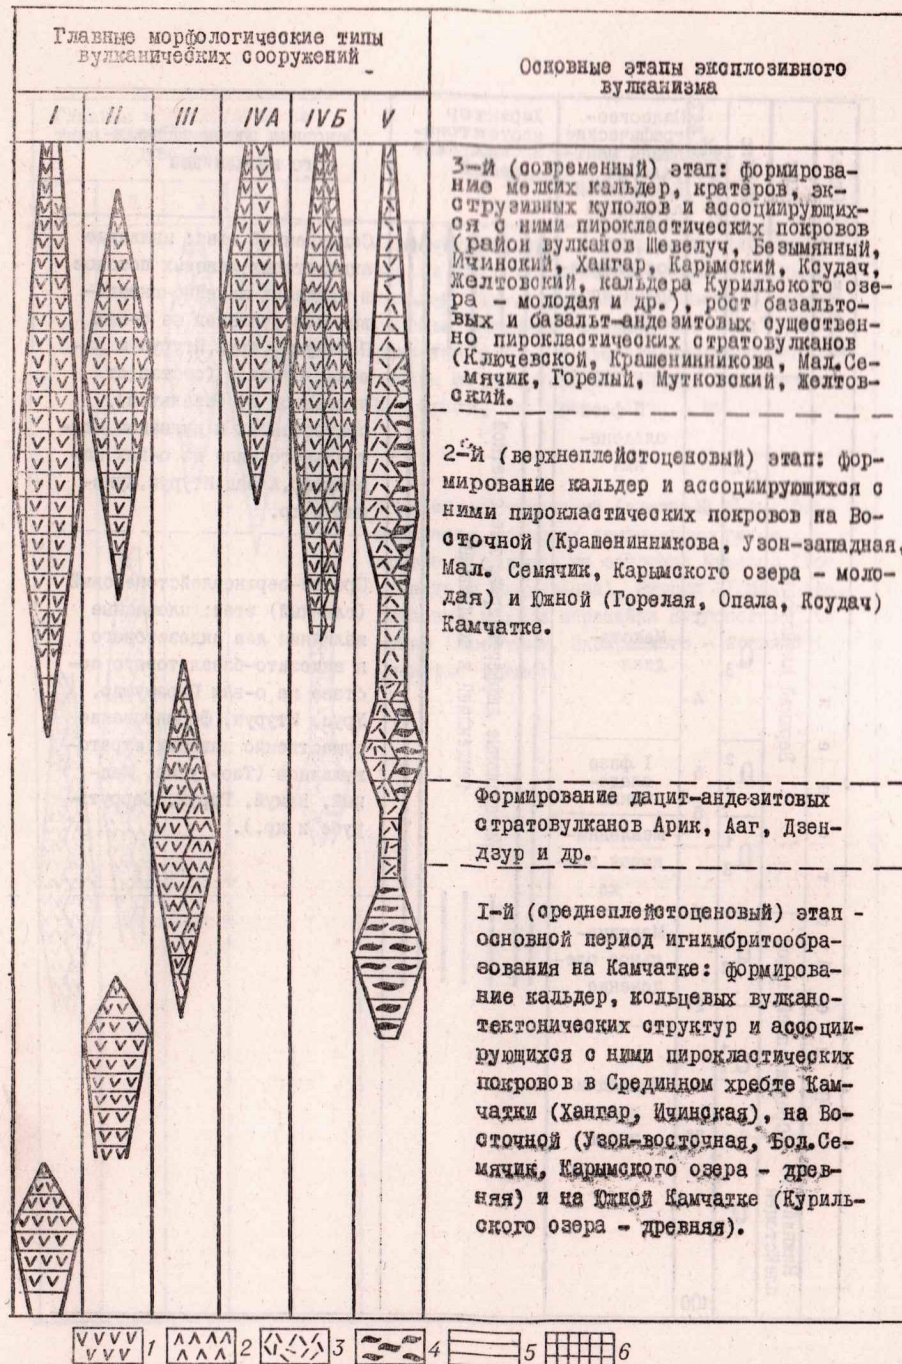 Главные морфологические типы
вулканических сооружений
Основные этапы эксплозивного
вулканизма
I II III IVА IVБ V
3-й (современный) этап: формирова-
ние мелких кальдер, кратеров, эк-
струзивных куполов и ассоциирующих-
ся с ними пирокластических покровов
(район вулканов Шевелуч, Безымянный,
Ичинский, Хангар, Карымский, Ксудач,
Желтовский, кальдера Курильского озе-
ра - молодая и др.), рост базальто-
вых и базальт-андезитовых существен-
но пирокластических стратовулканов
(Ключевской, Крашенинникова, Мал.Се-
мячик, Горелый, Мутновский, Желтов-
ский.
2-й (верхнеплейстоценовый) этап: фор-
мирование кальдер и ассоциирующихся с
ними пирокластических покровов на Во-
сточной (Крашенинникова, Узон-западная,
Мал. Семячик, Карымского озера - моло-
дая) и Южной (Горелая, Опала, Ксудач)
Камчатке.
Формирование дацит-андезитовых
стратовулканов Арик, Ааг, Дзен-
дзур и др.
I-й (среднеплейстоценовый) этап -
основной период игнимбритообра-
зования на Камчатке: формирова-
ние кальдер, кольцевых вулкано-
тектонических структур и ассоции-
рующихся с ними пирокластических
покровов в Срединном хребте Кам-
чатки (Хангар, Ичинская), на Во-
сточной (Узон-восточная, Бол.Се-
мячик, Карымского озера - древ-
няя) и на Южной Камчатке (Куриль-
ского озера - древняя).
1 2 3 4 5 6